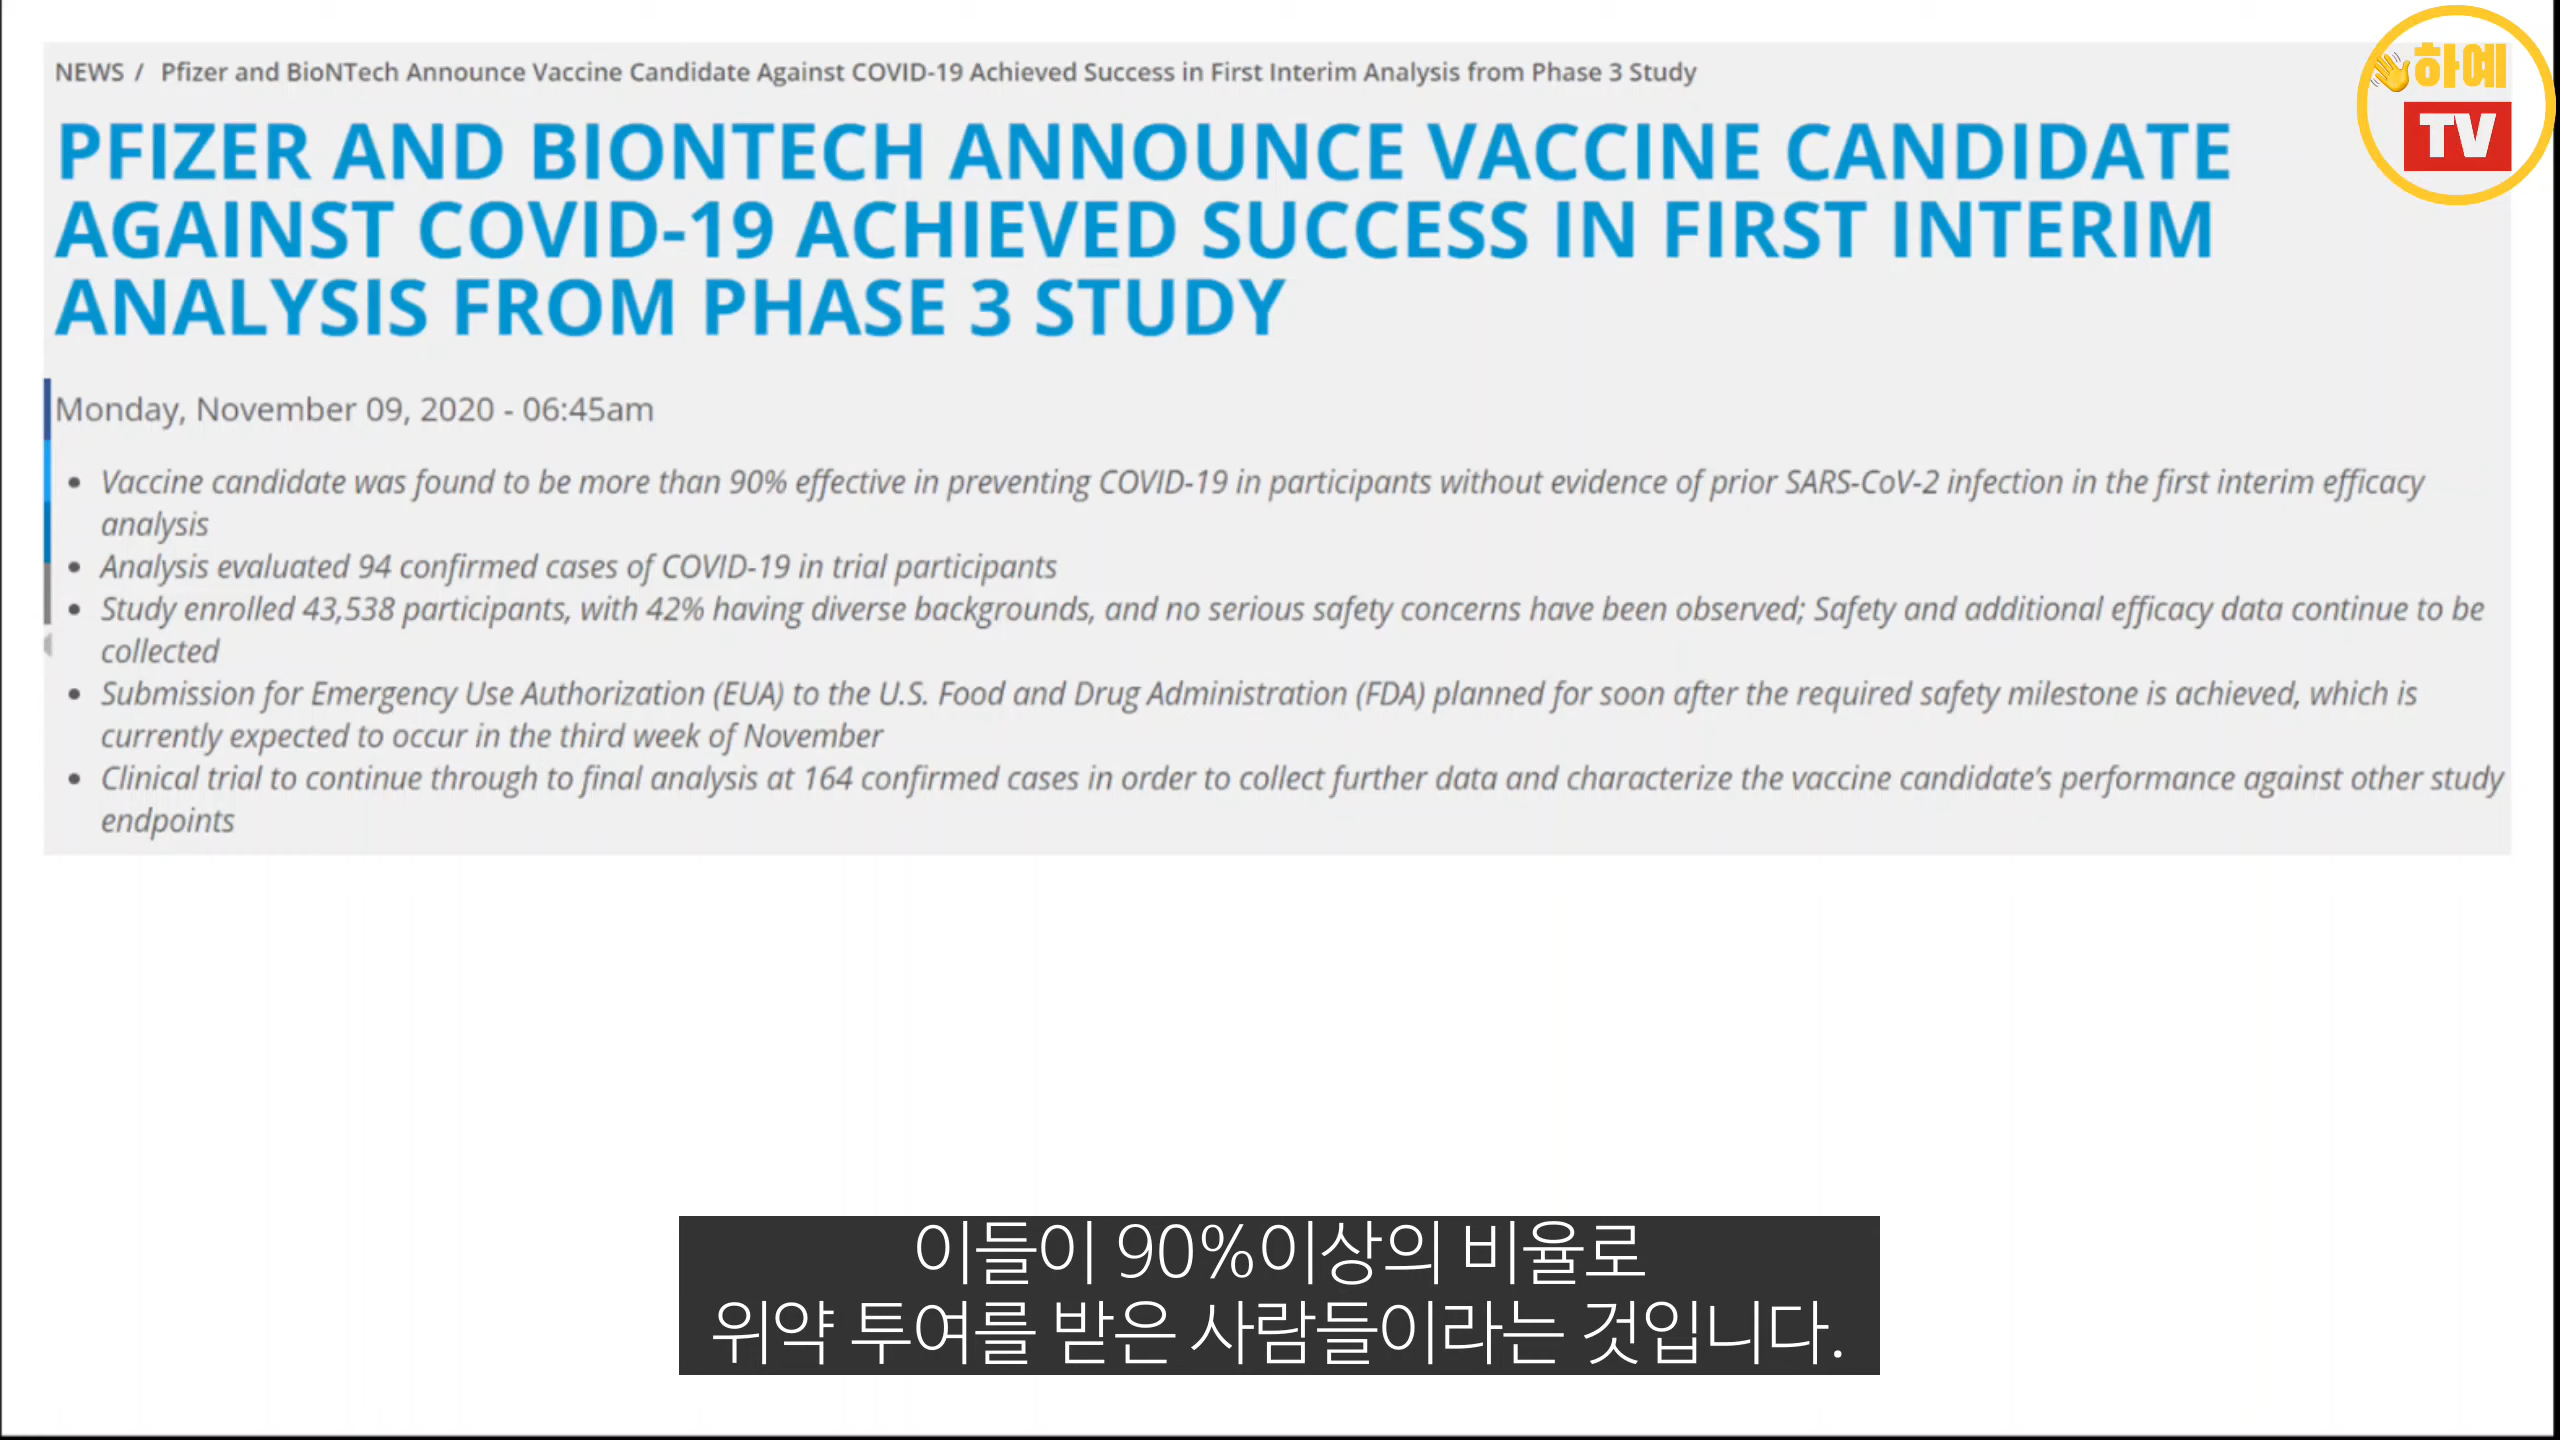 하예
TV
NEWS / Pfizer and BioNTech Announce Vaccine Candidate Against COVID-19 Achieved Success in First Interim Analysis from Phase 3 Study
PFIZER AND BIONTECH ANNOUNCE VACCINE CANDIDATE
AGAINST COVID-19 ACHIEVED SUCCESS IN FIRST INTERIM
ANALYSIS FROM PHASE 3 STUDY
Monday, November 09, 2020 - 06:45am
• Vaccine candidate was found to be more than 90% effective in preventing COVID-19 in participants without evidence of prior SARS-CoV-2 infection in the first interim efficacy
analysis
• Analysis evaluated 94 confirmed cases of COVID-19 in trial participants
• Study enrolled 43,538 participants, with 42% having diverse backgrounds, and no serious safety concerns have been observed; Safety and additional efficacy data continue to be
collected
• Submission for Emergency Use Authorization (EUA) to the U.S. Food and Drug Administration (FDA) planned for soon after the required safety milestone is achieved, which is
currently expected to occur in the third week of November
• Clinical trial to continue through to final analysis at 164 confirmed cases in order to collect further data and characterize the vaccine candidate’s performance against other study
endpoints
이들이 90%이상의 비율로
위약 투여를 받은 사람들이라는 것입니다.